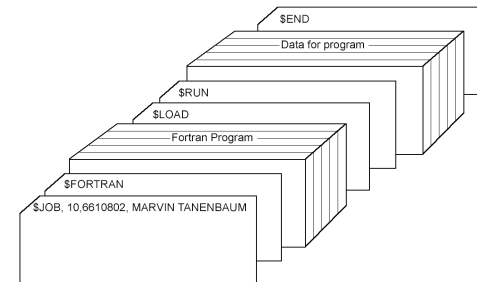 $END
Data for program
$RUN
$LOAD
Fortran Program
$FORTRAN
$JOB, 10,6610802, MARVIN TANENBAUM